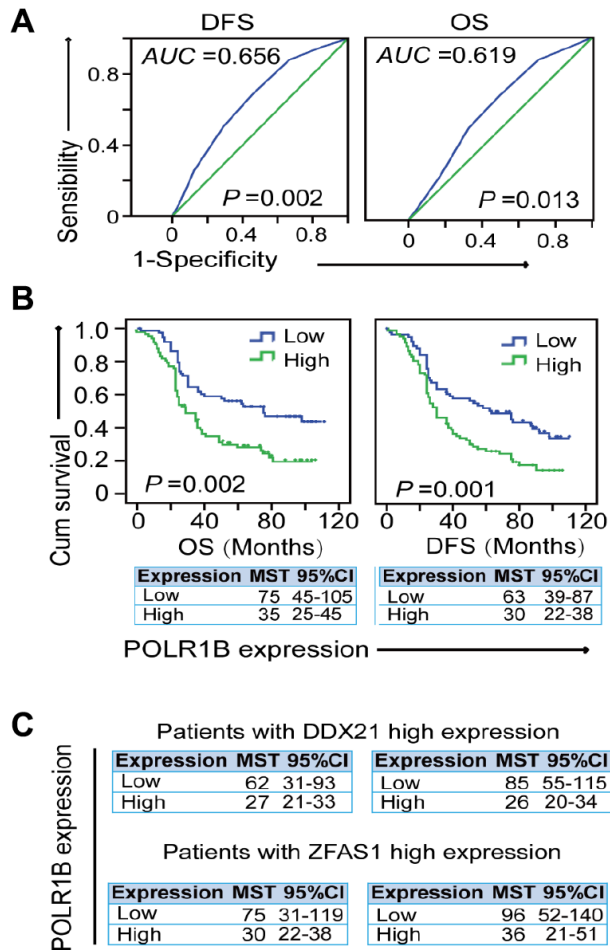 A
DFS
OS
AUC =0.656
AUC =0.619
P =0.002
P =0.013
0.8
0.4
0
Sensibility
0 0.4 0.8
0 0.4 0.8
1-Specificity
B
1.0
0.8
0.6
0.4
0.2
0
Cum survival
Low
High
P =0.002
Low
High
P =0.001
0 40 80 120
0 40 80 120
OS (Months)
DFS (Months)
Expression MST 95%CI
Low 75 45-105
High 35 25-45
Expression MST 95%CI
Low 63 39-87
High 30 22-38
POLR1B expression
C
Patients with DDX21 high expression
Expression MST 95%CI
Low 62 31-93
High 27 21-33
Expression MST 95%CI
Low 85 55-115
High 26 20-34
POLR1B expression
Patients with ZFAS1 high expression
Expression MST 95%CI
Low 75 31-119
High 30 22-38
Expression MST 95%CI
Low 96 52-140
High 36 21-51